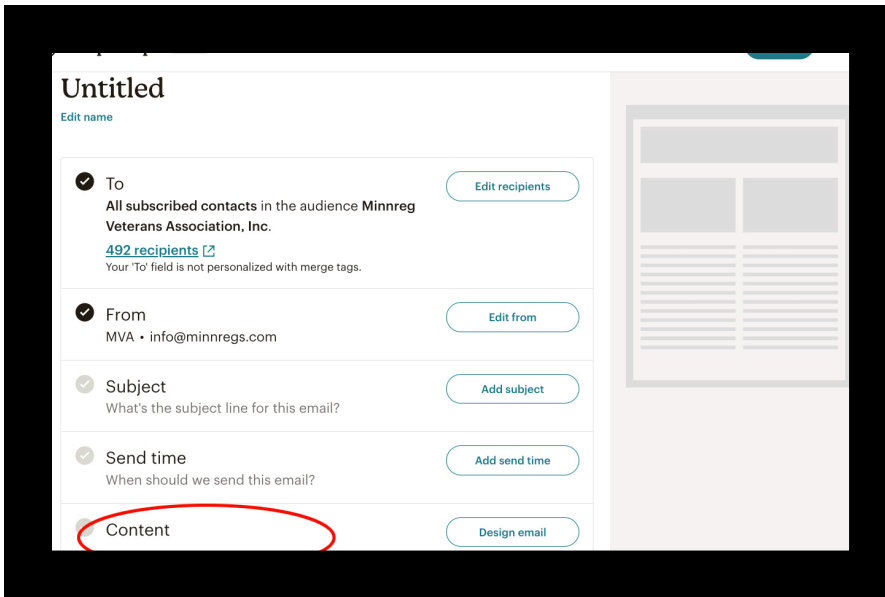 Untitled
Edit name
To
Edit recipients
All subscribed contacts in the audience Minnreg
Veterans Association, Inc.
492 recipients
Your 'To' field is not personalized with merge tags.
From
Edit from
MVA • info@minnregs.com
Subject
Add subject
What's the subject line for this email?
Send time
Add send time
When should we send this email?
Content
Design email